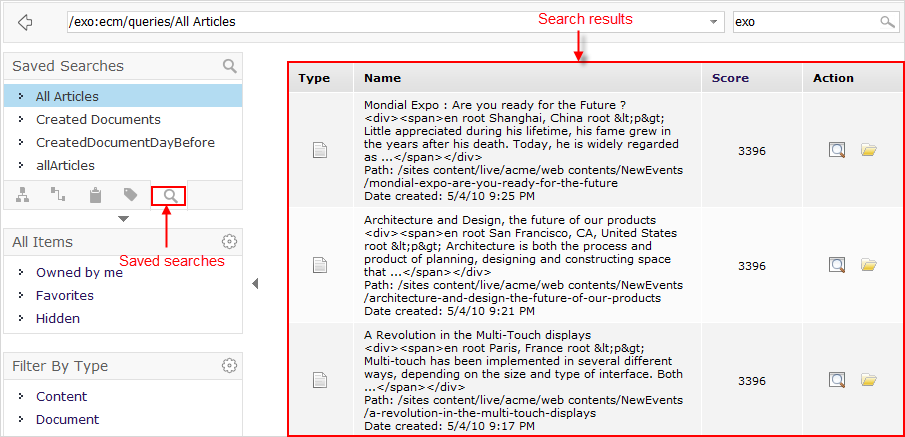 Search results
/exo:ecm/queries/All Articles
exo
Saved Searches
All Articles
Created Documents
CreatedDocumentDayBefore
allArticles
Saved searches
All Items
Owned by me
Favorites
Hidden
Filter By Type
Content
Document
Type Name Score Action
Mondial Expo : Are you ready for the Future ?
<div><span>en root Shanghai, China root &lt;p&gt;
Little appreciated during his lifetime, his fame grew in
the years after his death. Today, he is widely regarded
as ...</span></div>
Path: /sites content/live/acme/web contents/NewEvents
/mondial-expo-are-you-ready-for-the-future
Date created: 5/4/10 9:25 PM
3396
Architecture and Design, the future of our products
<div><span>en root San Francisco, CA, United States
root &lt;p&gt; Architecture is both the process and
product of planning, designing and constructing space
that ...</span></div>
Path: /sites content/live/acme/web contents/NewEvents
/architecture-and-design-the-future-of-our-products
Date created: 5/4/10 9:21 PM
3396
A Revolution in the Multi-Touch displays
<div><span>en root Paris, France root &lt;p&gt;
Multi-touch has been implemented in several different
ways, depending on the size and type of interface. Both
...</span></div>
Path: /sites content/live/acme/web contents/NewEvents
/a-revolution-in-the-multi-touch-displays
Date created: 5/4/10 9:17 PM
3396